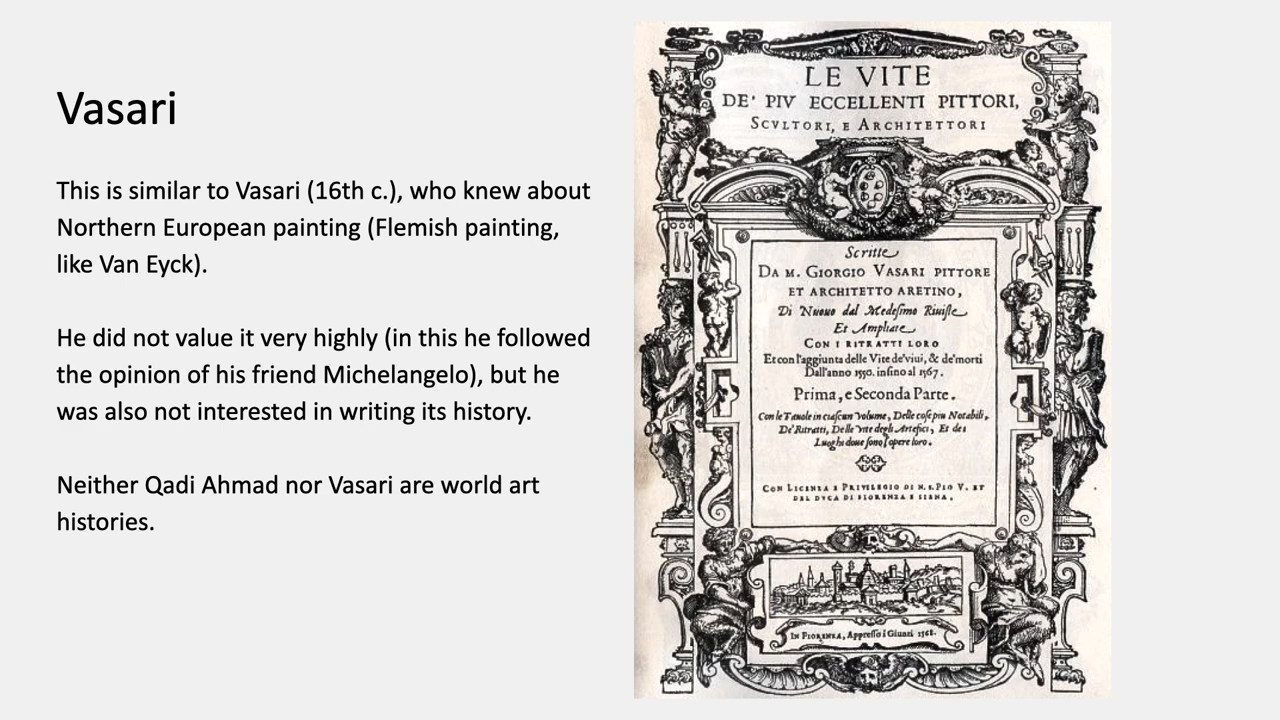 Vasari
This is similar to Vasari (16th c.), who knew about
Northern European painting (Flemish painting,
like Van Eyck).
He did not value it very highly (in this he followed
the opinion of his friend Michelangelo), but he
was also not interested in writing its history.
Neither Qadi Ahmad nor Vasari are world art
histories.
LE VITE
DE' PIV ECCELLENTI PITTORI,
SCVLTORI, E ARCHITETTORI
Scritte
DA M. GIORGIO VASARI PITTORE
ET ARCHITETTO ARETINO,
Di Nuouo dal Medesimo Riuiste
Et Ampliate
CON I RITRATTI LORO
Et con l'aggiunta delle Vite de' viui, & de' morti
Dall'anno 1550. infino al 1567.
Prima, e Seconda Parte.
Con le Tauole in ciascun volume, Delle cose piu Notabili,
De' Ritratti, Delle vite degli Artefici, Et dei
Luoghi doue sono l'opere loro.
CON LICENZA E PRIVILEGIO DI N. S. PIO V. ET
DEL DVCA DI FIORENZA E SIENA.
IN FIORENZA, Appresso i Giunti 1568.